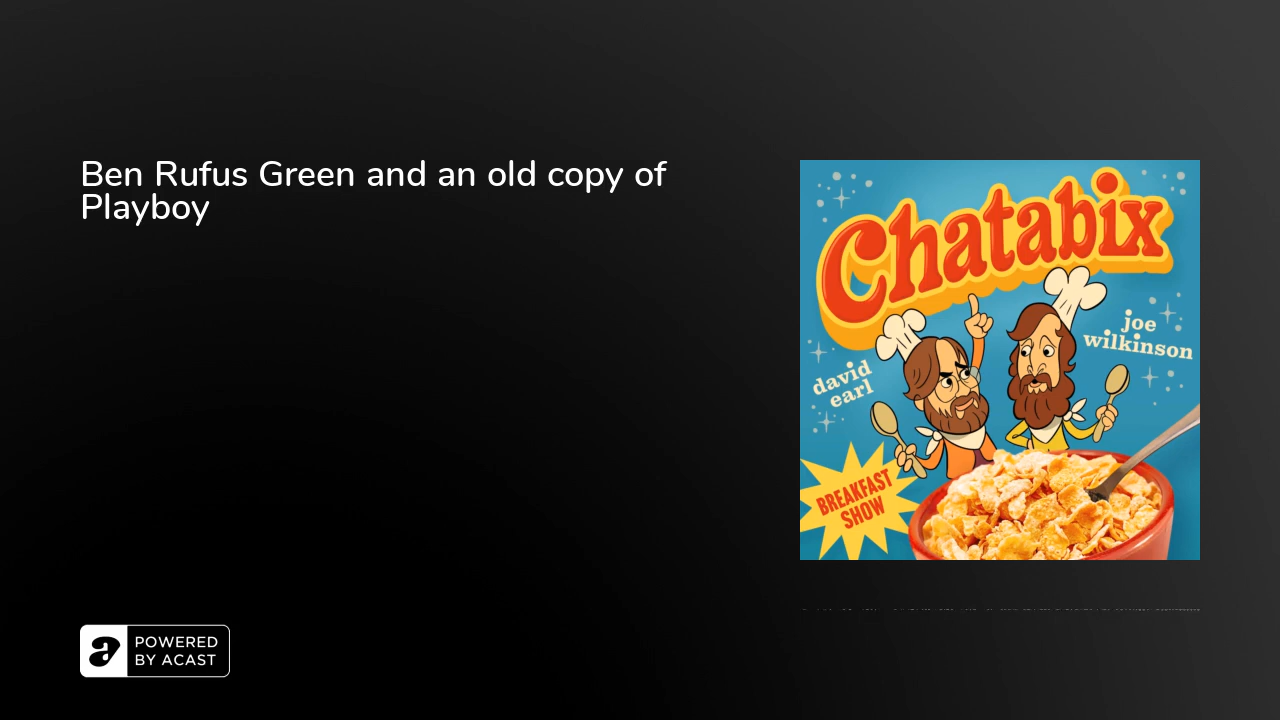 Ben Rufus Green and an old copy of
Playboy
Chatabix
joe
wilkinson
david
earl
BREAKFAST
SHOW
POWERED
BY ACAST